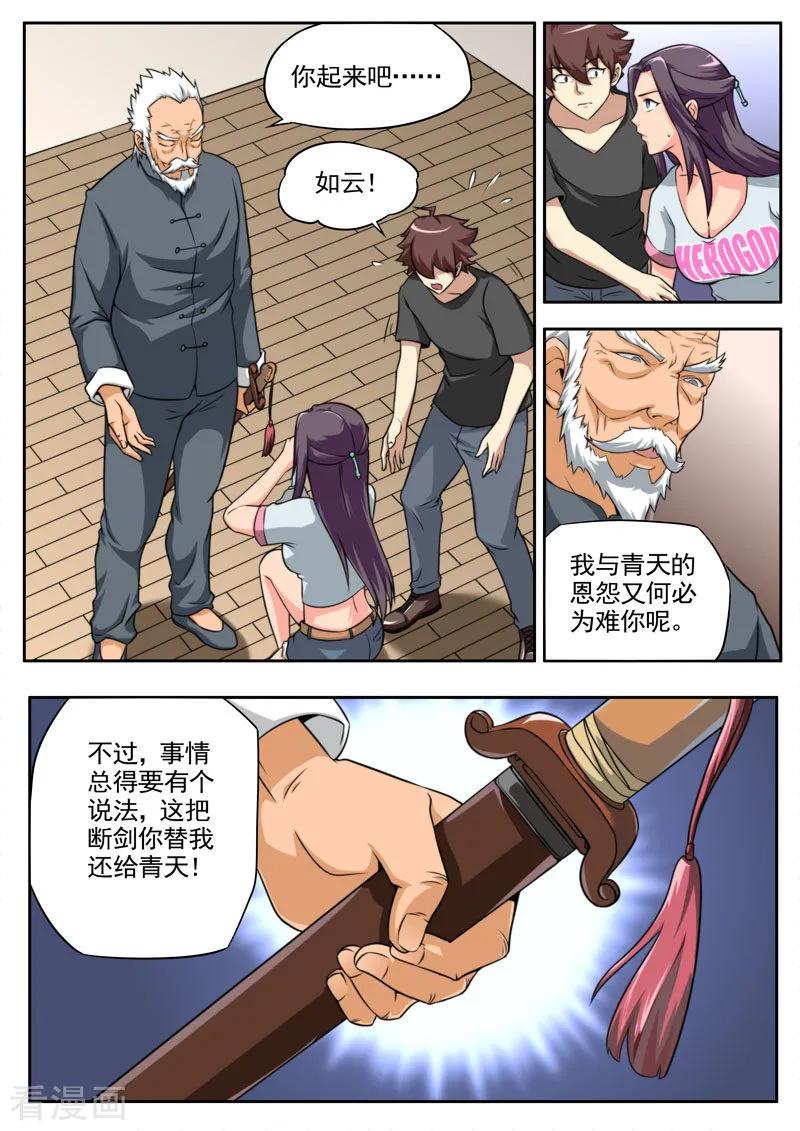 你起来吧……
如云！
HEROGOD
我与青天的
恩怨又何必
为难你呢。
不过，事情
总得要有个
说法，这把
断剑你替我
还给青天！
看漫画